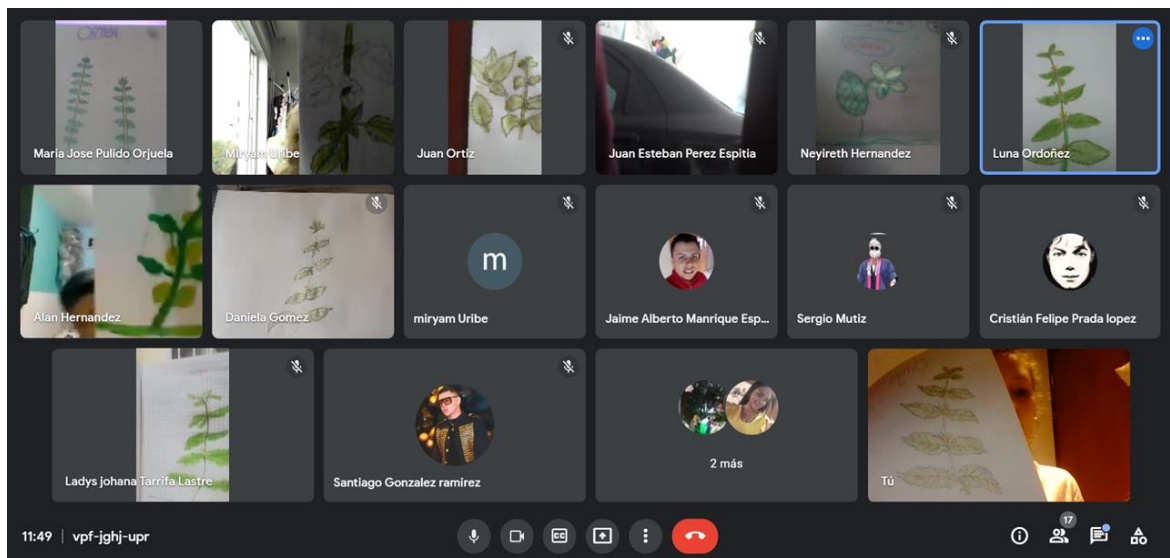 ORTIGA
Maria Jose Pulido Orjuela
Miryam Uribe
Juan Ortiz
Juan Esteban Perez Espitia
Neyireth Hernandez
Luna Ordoñez
Alan Hernandez
Daniela Gomez
m
miryam Uribe
Jaime Alberto Manrique Esp...
Sergio Mutiz
Cristián Felipe Prada lopez
Ladys johana Tarrifa Lastre
Santiago Gonzalez ramirez
2 más
Tú
11:49 | vpf-jghj-upr
CC
17